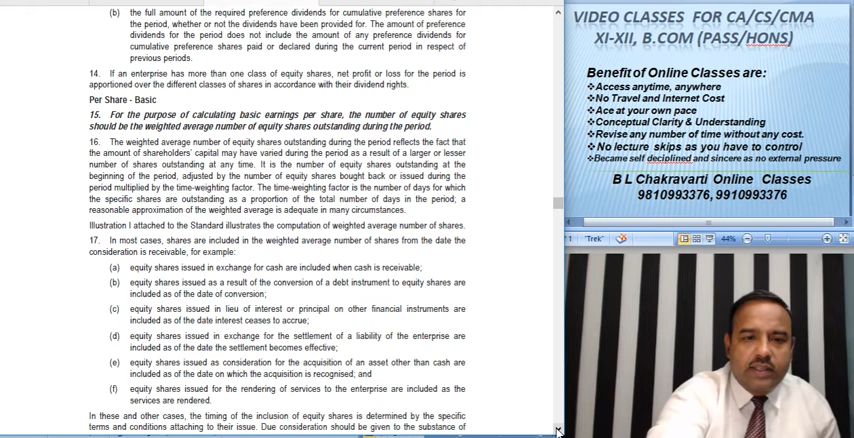 (b) the full amount of the required preference dividends for cumulative preference shares for
the period, whether or not the dividends have been provided for. The amount of preference
dividends for the period does not include the amount of any preference dividends for
cumulative preference shares paid or declared during the current period in respect of
previous periods.
14. If an enterprise has more than one class of equity shares, net profit or loss for the period is
apportioned over the different classes of shares in accordance with their dividend rights.
Per Share - Basic
15. For the purpose of calculating basic earnings per share, the number of equity shares
should be the weighted average number of equity shares outstanding during the period.
16. The weighted average number of equity shares outstanding during the period reflects the fact that
the amount of shareholders' capital may have varied during the period as a result of a larger or lesser
number of shares outstanding at any time. It is the number of equity shares outstanding at the
beginning of the period, adjusted by the number of equity shares bought back or issued during the
period multiplied by the time-weighting factor. The time-weighting factor is the number of days for which
the specific shares are outstanding as a proportion of the total number of days in the period; a
reasonable approximation of the weighted average is adequate in many circumstances.
Illustration I attached to the Standard illustrates the computation of weighted average number of shares.
17. In most cases, shares are included in the weighted average number of shares from the date the
consideration is receivable, for example:
(a) equity shares issued in exchange for cash are included when cash is receivable;
(b) equity shares issued as a result of the conversion of a debt instrument to equity shares are
included as of the date of conversion;
(c) equity shares issued in lieu of interest or principal on other financial instruments are
included as of the date interest ceases to accrue;
(d) equity shares issued in exchange for the settlement of a liability of the enterprise are
included as of the date the settlement becomes effective;
(e) equity shares issued as consideration for the acquisition of an asset other than cash are
included as of the date on which the acquisition is recognised; and
(f) equity shares issued for the rendering of services to the enterprise are included as the
services are rendered.
In these and other cases, the timing of the inclusion of equity shares is determined by the specific
terms and conditions attaching to their issue. Due consideration should be given to the substance of
VIDEO CLASSES FOR CA/CS/CMA
XI-XII, B.COM (PASS/HONS)
Benefit of Online Classes are:
❖Access anytime, anywhere
❖No Travel and Internet Cost
❖Ace at your own pace
❖Conceptual Clarity & Understanding
❖Revise any number of time without any cost.
❖No lecture skips as you have to control
❖Became self deciplined and sincere as no external pressure
B L Chakravarti Online Classes
9810993376, 9910993376
1 "Trek" 44%